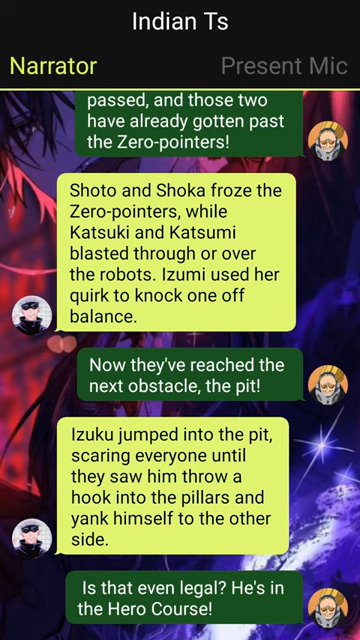 Indian Ts
Narrator
Present Mic
passed, and those two
have already gotten past
the Zero-pointers!
Shoto and Shoka froze the
Zero-pointers, while
Katsuki and Katsumi
blasted through or over
the robots. Izumi used her
quirk to knock one off
balance.
Now they've reached the
next obstacle, the pit!
Izuku jumped into the pit,
scaring everyone until
they saw him throw a
hook into the pillars and
yank himself to the other
side.
Is that even legal? He's in
the Hero Course!